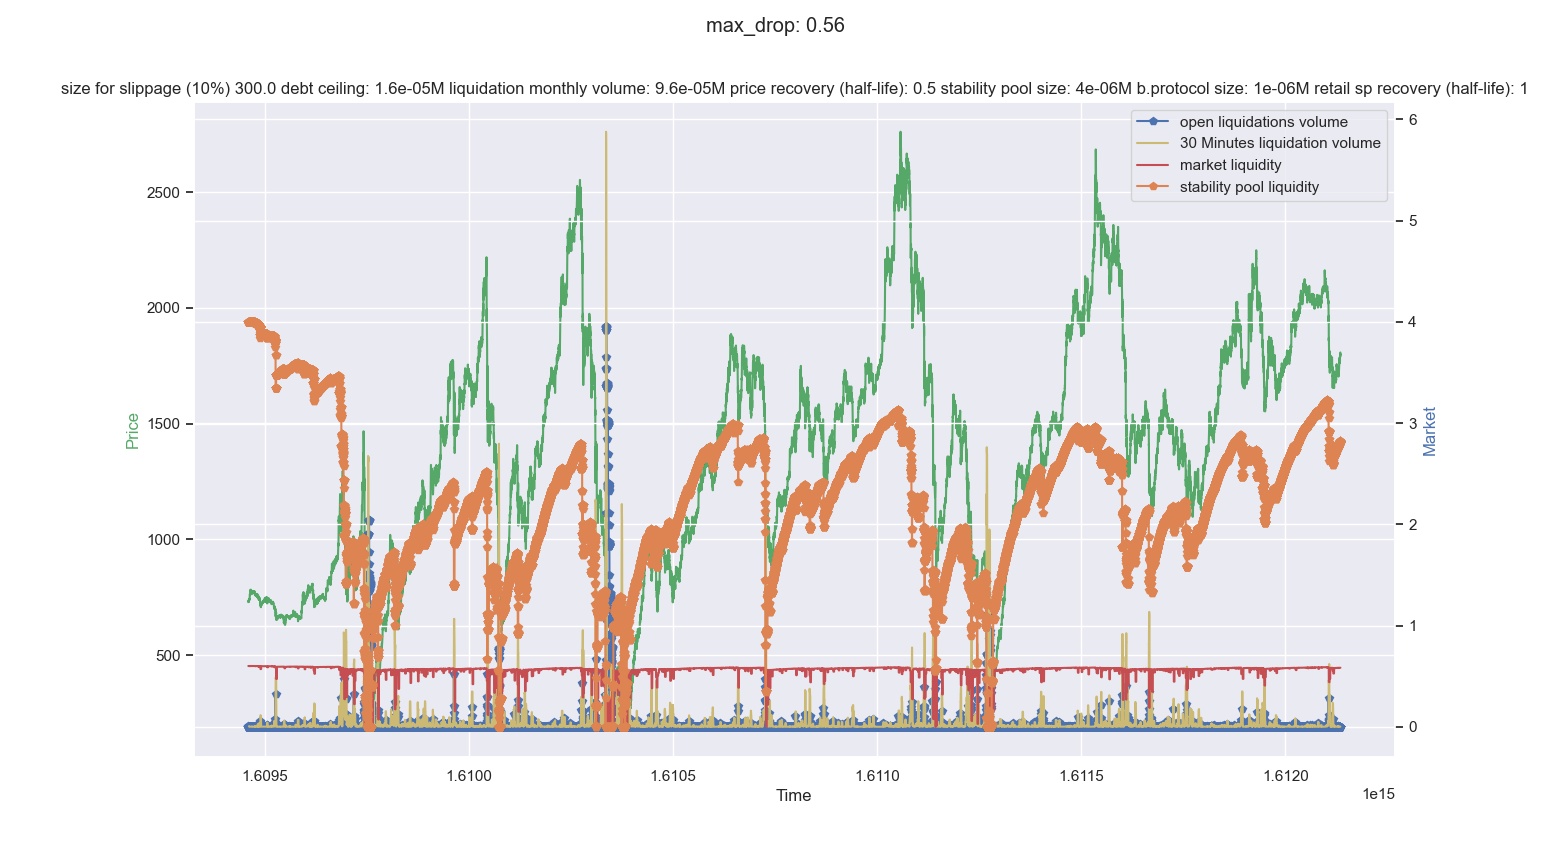 max_drop: 0.56
size for slippage (10%) 300.0 debt ceiling: 1.6e-05M liquidation monthly volume: 9.6e-05M price recovery (half-life): 0.5 stability pool size: 4e-06M b.protocol size: 1e-06M retail sp recovery (half-life): 1
open liquidations volume
30 Minutes liquidation volume
market liquidity
stability pool liquidity
2500
2000
1500
1000
500
Price
6
5
4
3
2
1
0
Market
1.6095 1.6100 1.6105 1.6110 1.6115 1.6120
1e15
Time